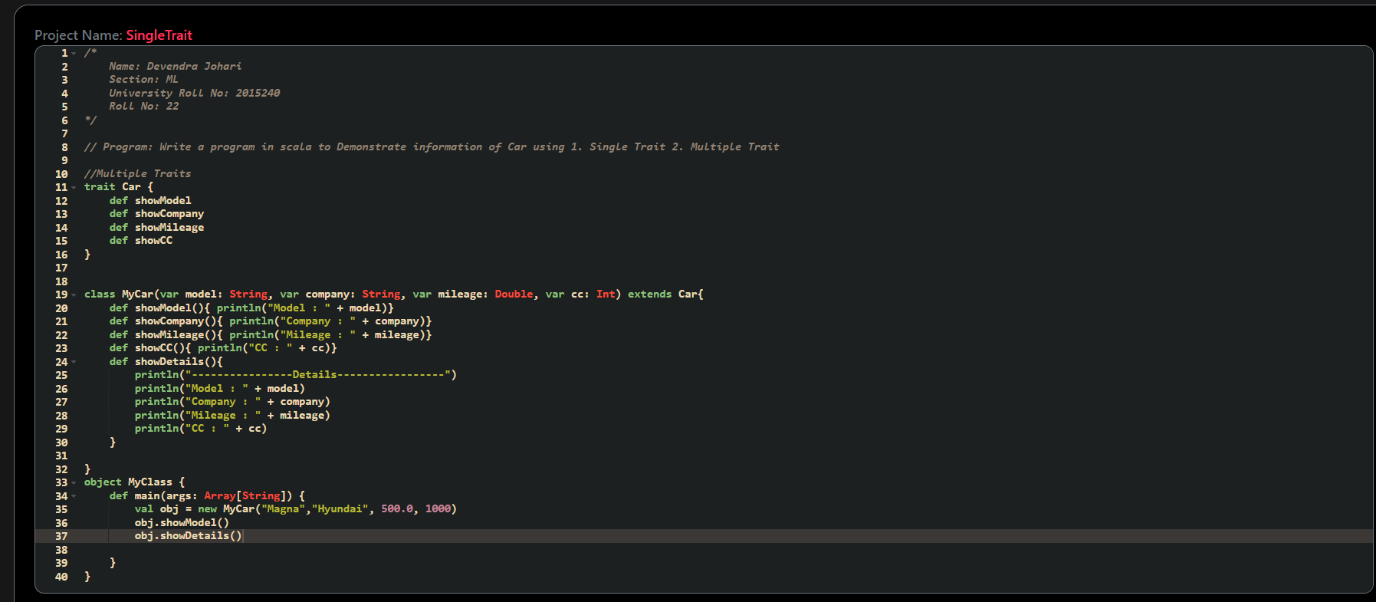 Project Name: SingleTrait
1 /*
2 Name: Devendra Johari
3 Section: ML
4 University Roll No: 2015240
5 Roll No: 22
6 */
7
8 // Program: Write a program in scala to Demonstrate information of Car using 1. Single Trait 2. Multiple Trait
9
10 //Multiple Traits
11 trait Car {
12 def showModel
13 def showCompany
14 def showMileage
15 def showCC
16 }
17
18
19 class MyCar(var model: String, var company: String, var mileage: Double, var cc: Int) extends Car{
20 def showModel(){ println("Model : " + model)}
21 def showCompany(){ println("Company : " + company)}
22 def showMileage(){ println("Mileage : " + mileage)}
23 def showCC(){ println("CC : " + cc)}
24 def showDetails(){
25 println("----------------Details-----------------")
26 println("Model : " + model)
27 println("Company : " + company)
28 println("Mileage : " + mileage)
29 println("CC : " + cc)
30 }
31
32 }
33 object MyClass {
34 def main(args: Array[String]) {
35 val obj = new MyCar("Magna","Hyundai", 500.0, 1000)
36 obj.showModel()
37 obj.showDetails()
38
39 }
40 }